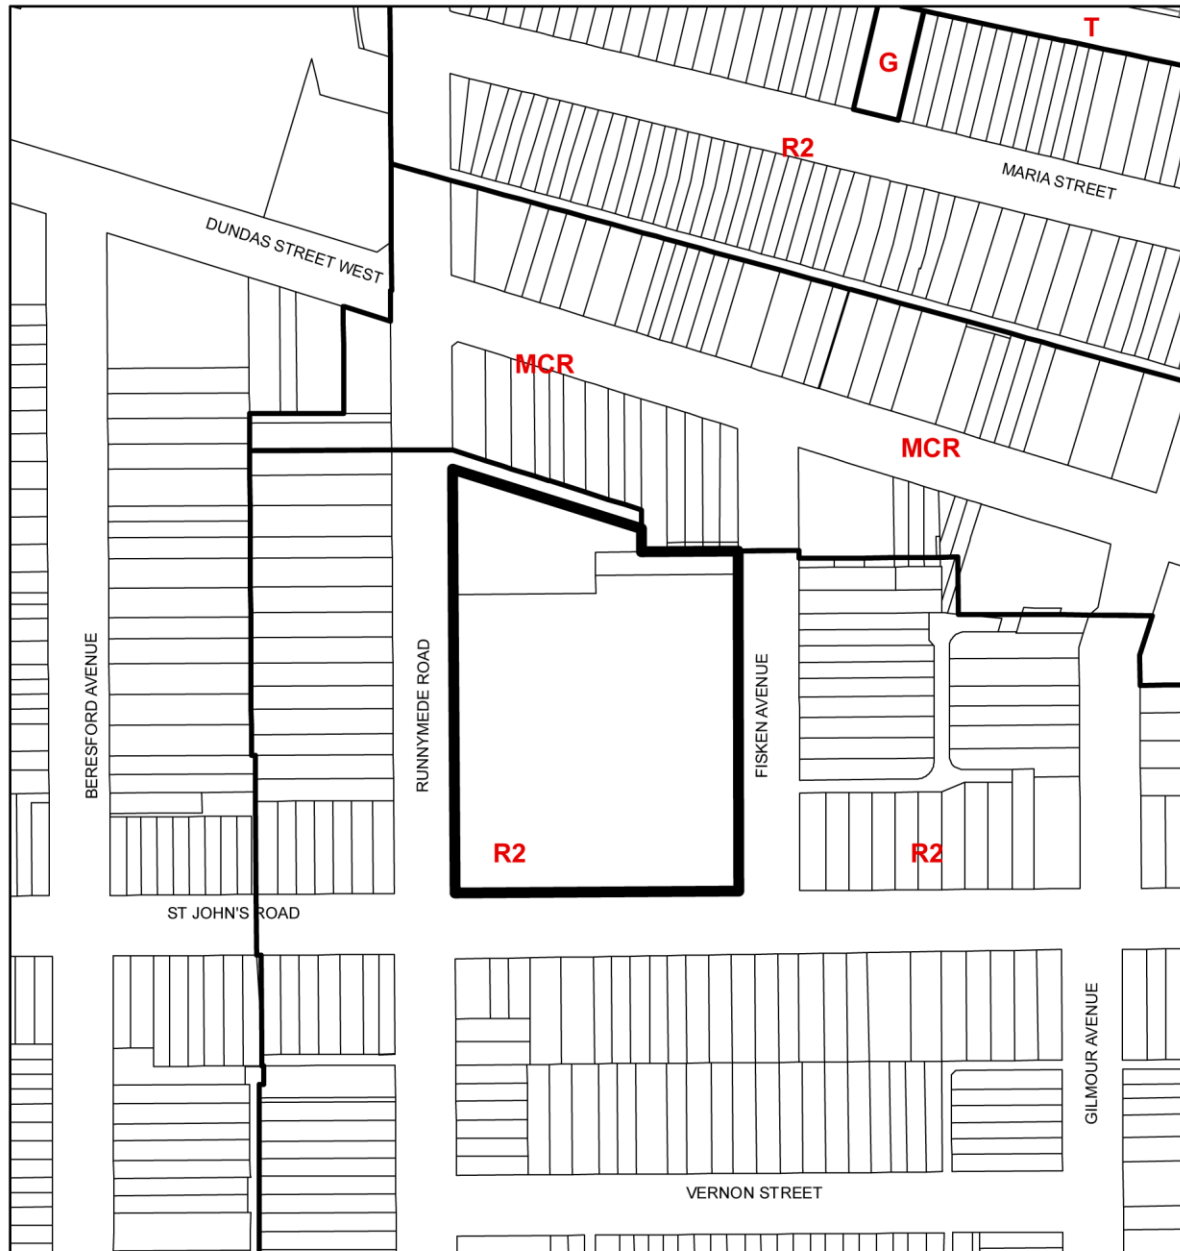 T
G
R2
MARIA STREET
DUNDAS STREET WEST
MCR
MCR
BERESFORD AVENUE
RUNNYMEDE ROAD
FISKEN AVENUE
R2
R2
ST JOHN'S ROAD
GILMOUR AVENUE
VERNON STREET